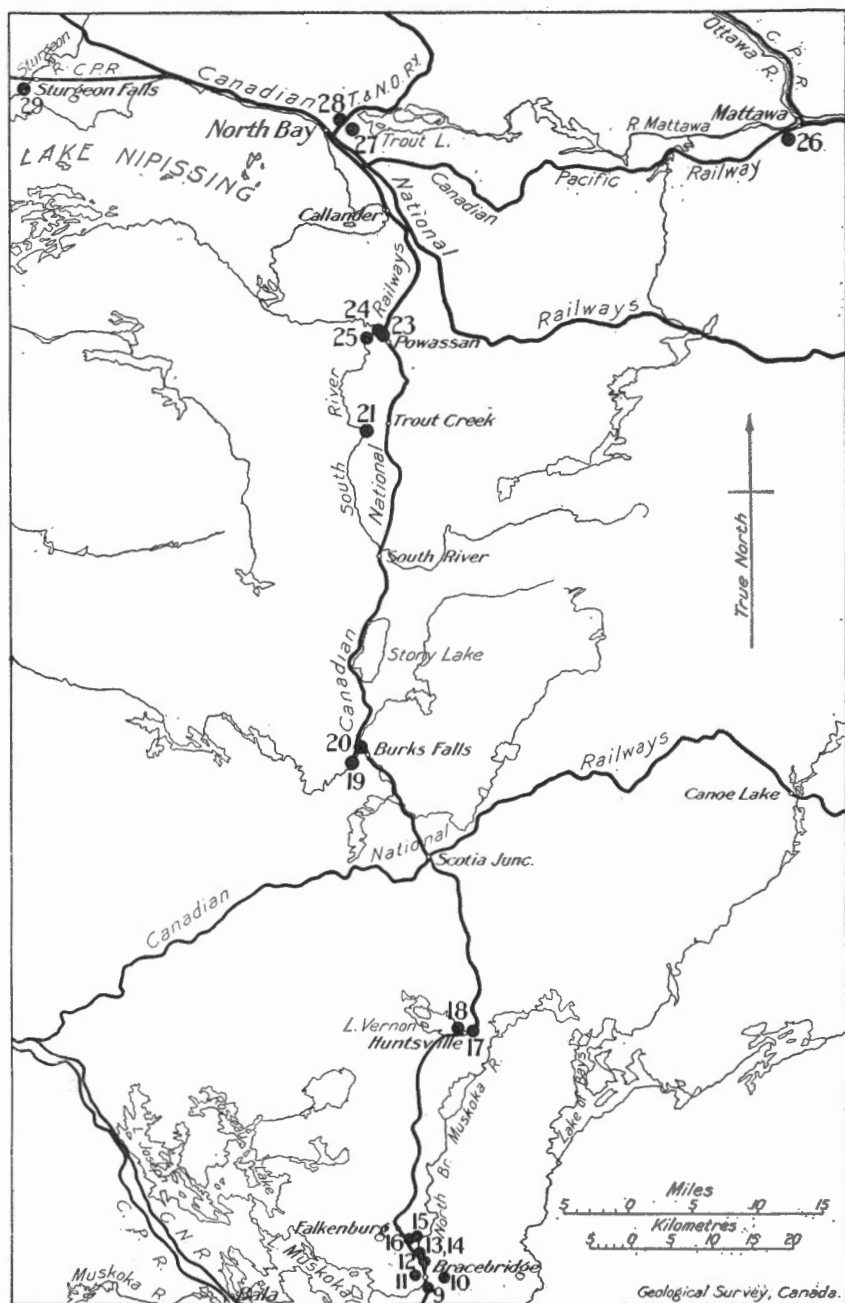 Sturgeon
R.
C.P.R.
Sturgeon Falls
29
Canadian
T. & N.O. Ry.
28
North Bay
27
Trout L.
Ottawa R.
C. P. R.
Mattawa
R. Mattawa
26
LAKE NIPISSING
Canadian
Pacific
Railway
National
Callander
Railways
24
23
25
Powassan
Railways
River
21
Trout Creek
South
National
South River
True North
Canadian
Stony Lake
20
Burks Falls
19
Railways
Canoe Lake
National
Scotia Junc.
Canadian
18
L. Vernon
Huntsville
17
Muskoka R.
Lake of Bays
North Br.
L. Joseph
Lake
C. N. R.
C. P. R.
Miles
5 0 5 10 15
Kilometres
5 0 5 10 15 20
Falkenburg
15
16
13,14
12
Bracebridge
11
10
9
Muskoka
Muskoka R.
Bala
Geological Survey, Canada.